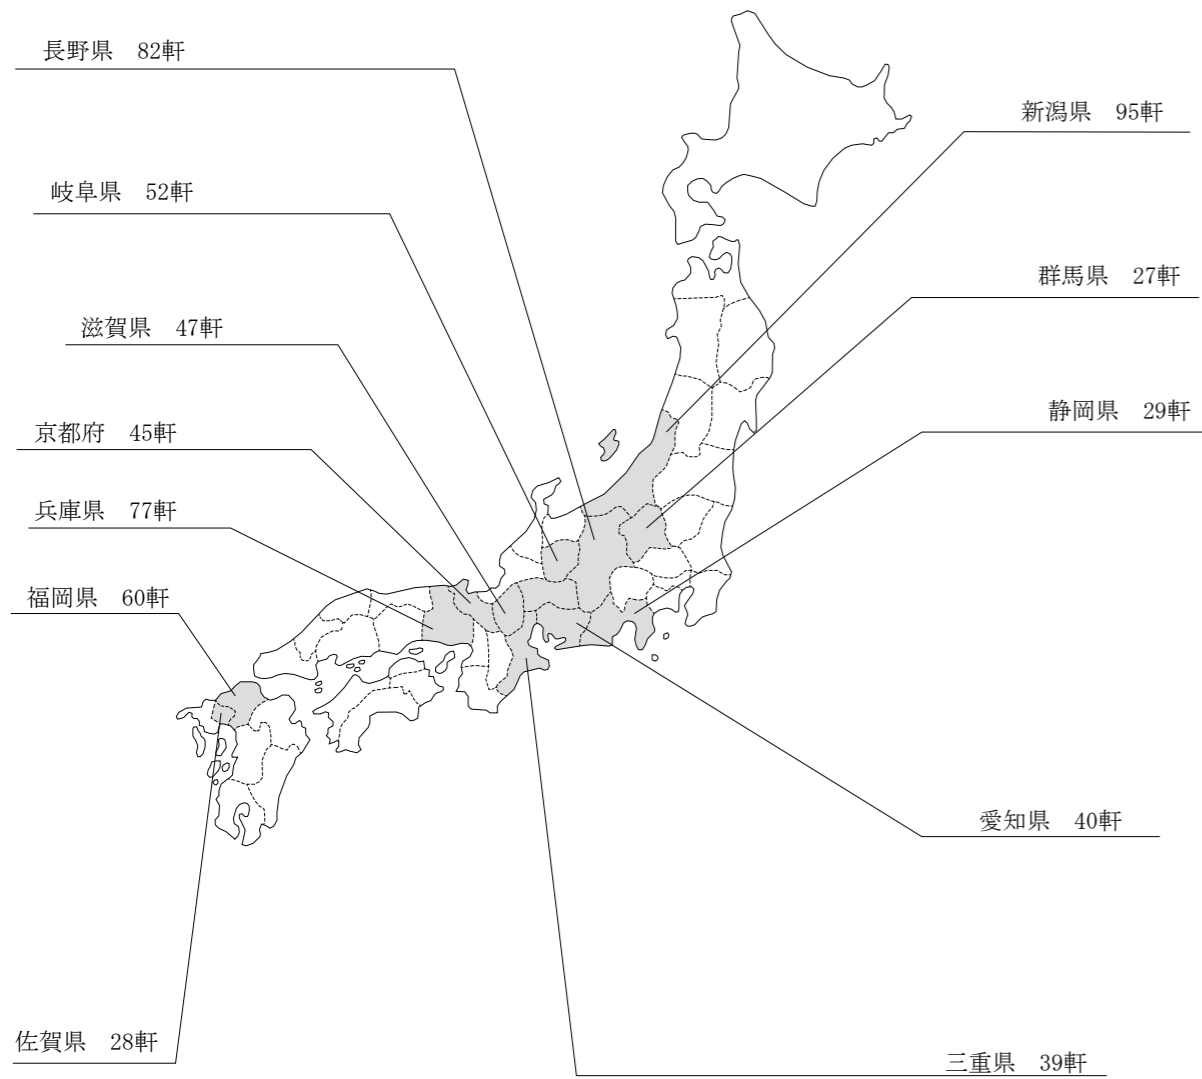 長野県　82軒
新潟県　95軒
岐阜県　52軒
群馬県　27軒
滋賀県　47軒
静岡県　29軒
京都府　45軒
兵庫県　77軒
福岡県　60軒
愛知県　40軒
佐賀県　28軒
三重県　39軒